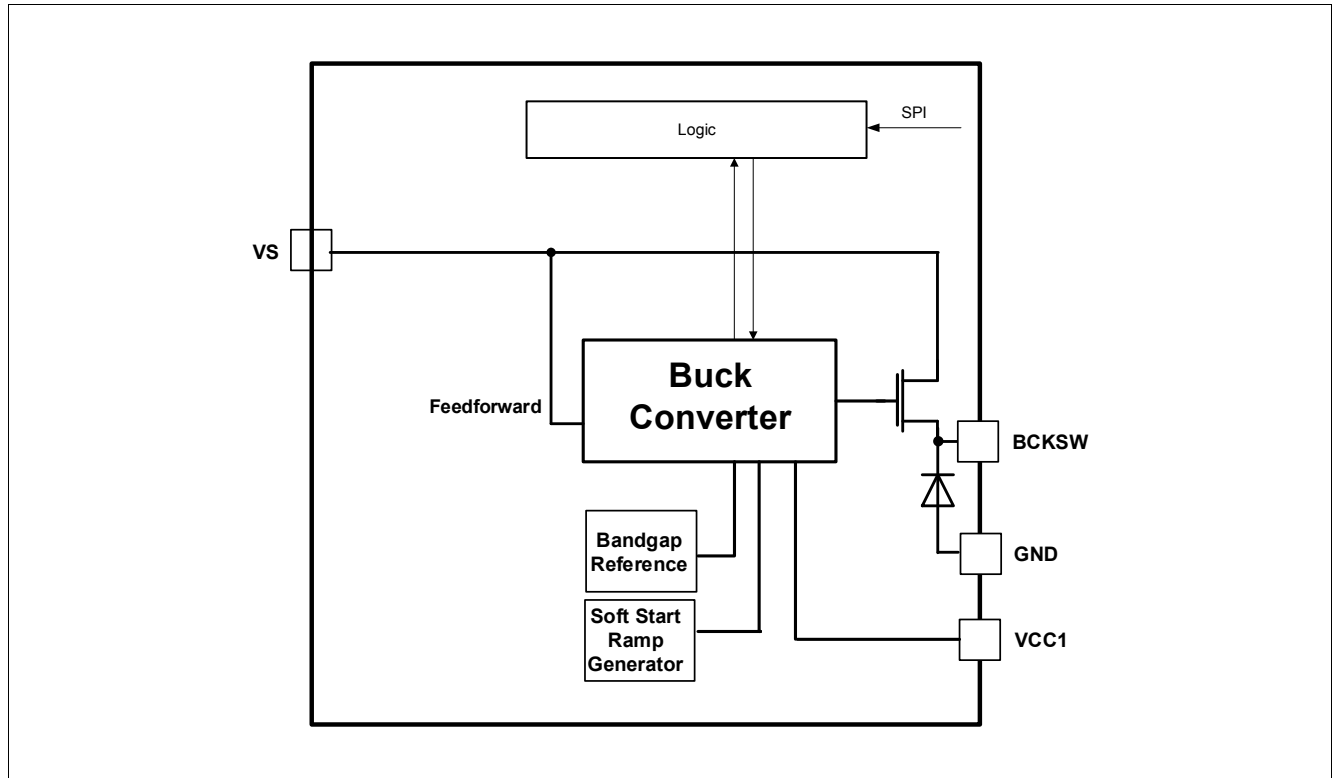 SPI
Logic
VS
Buck
Converter
Feedforward
BCKSW
Bandgap
Reference
GND
Soft Start
Ramp
Generator
VCC1